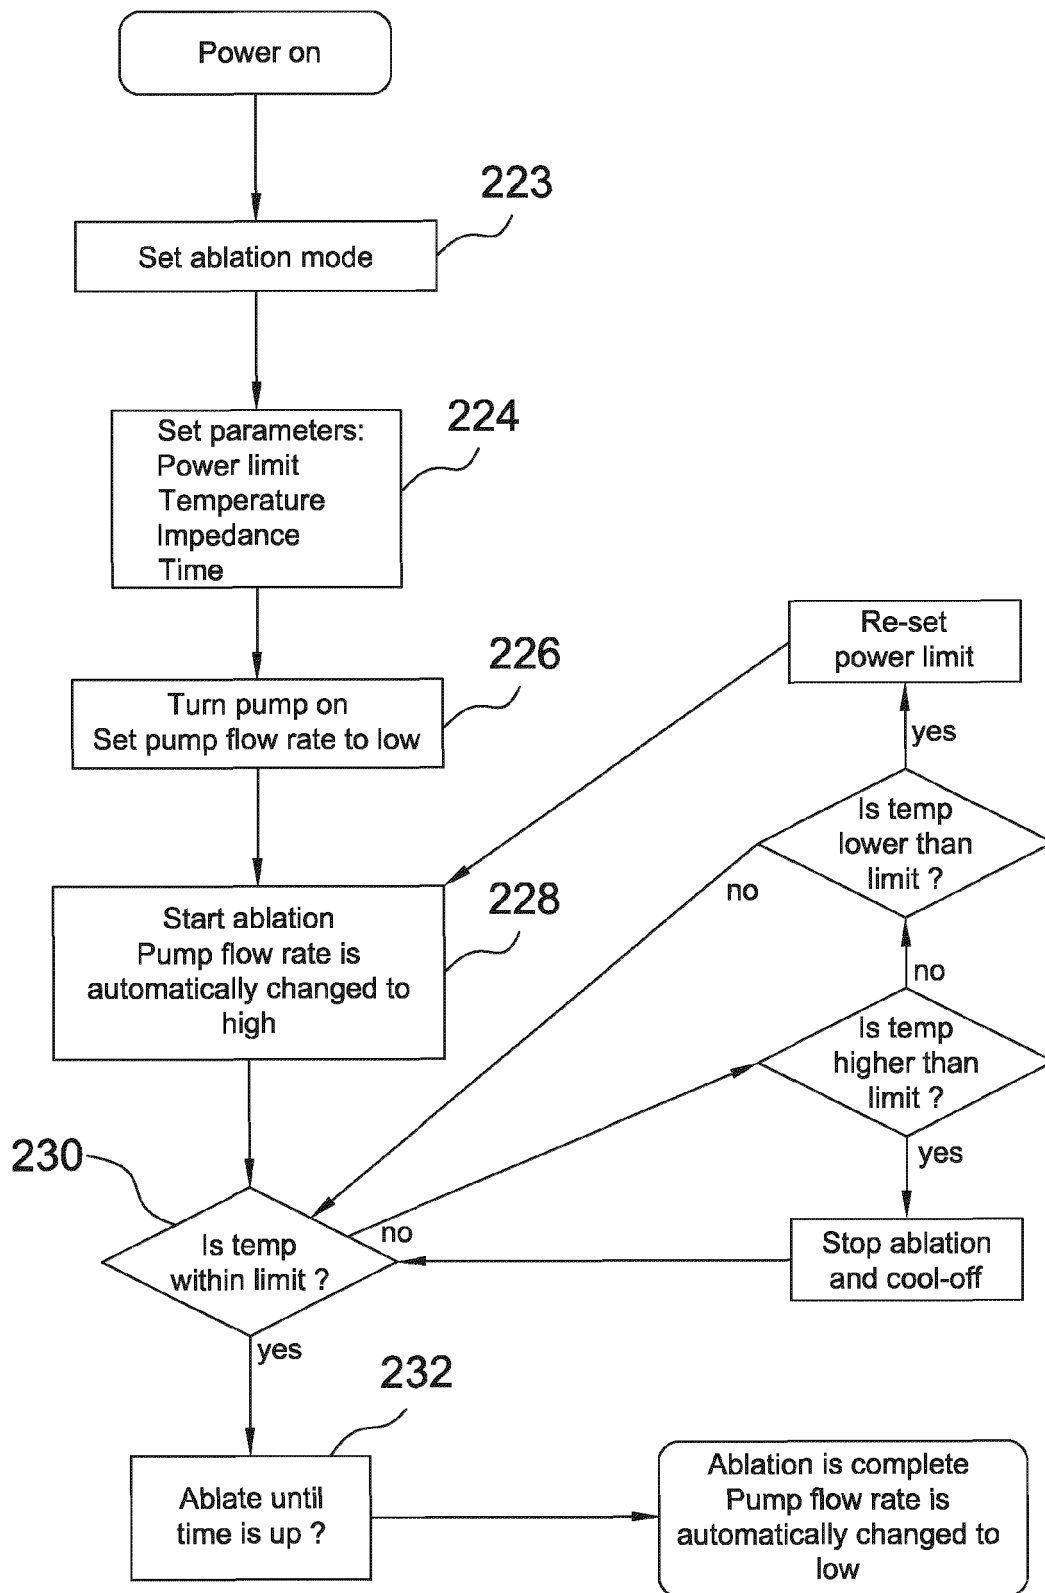 Power on
223
Set ablation mode
224
Set parameters:
Power limit
Temperature
Impedance
Time
226
Turn pump on
Set pump flow rate to low
Re-set
power limit
yes
Is temp
lower than
limit ?
no
228
Start ablation
Pump flow rate is
automatically changed to
high
no
Is temp
higher than
limit ?
yes
230
Is temp
within limit ?
no
yes
Stop ablation
and cool-off
232
Ablate until
time is up ?
Ablation is complete
Pump flow rate is
automatically changed to
low